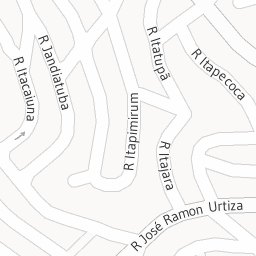 R Itacaiuna
R Jandiatuba
R Itatupã
R Itapecoca
R Itapimirum
R Itajara
R José Ramon Urtiza